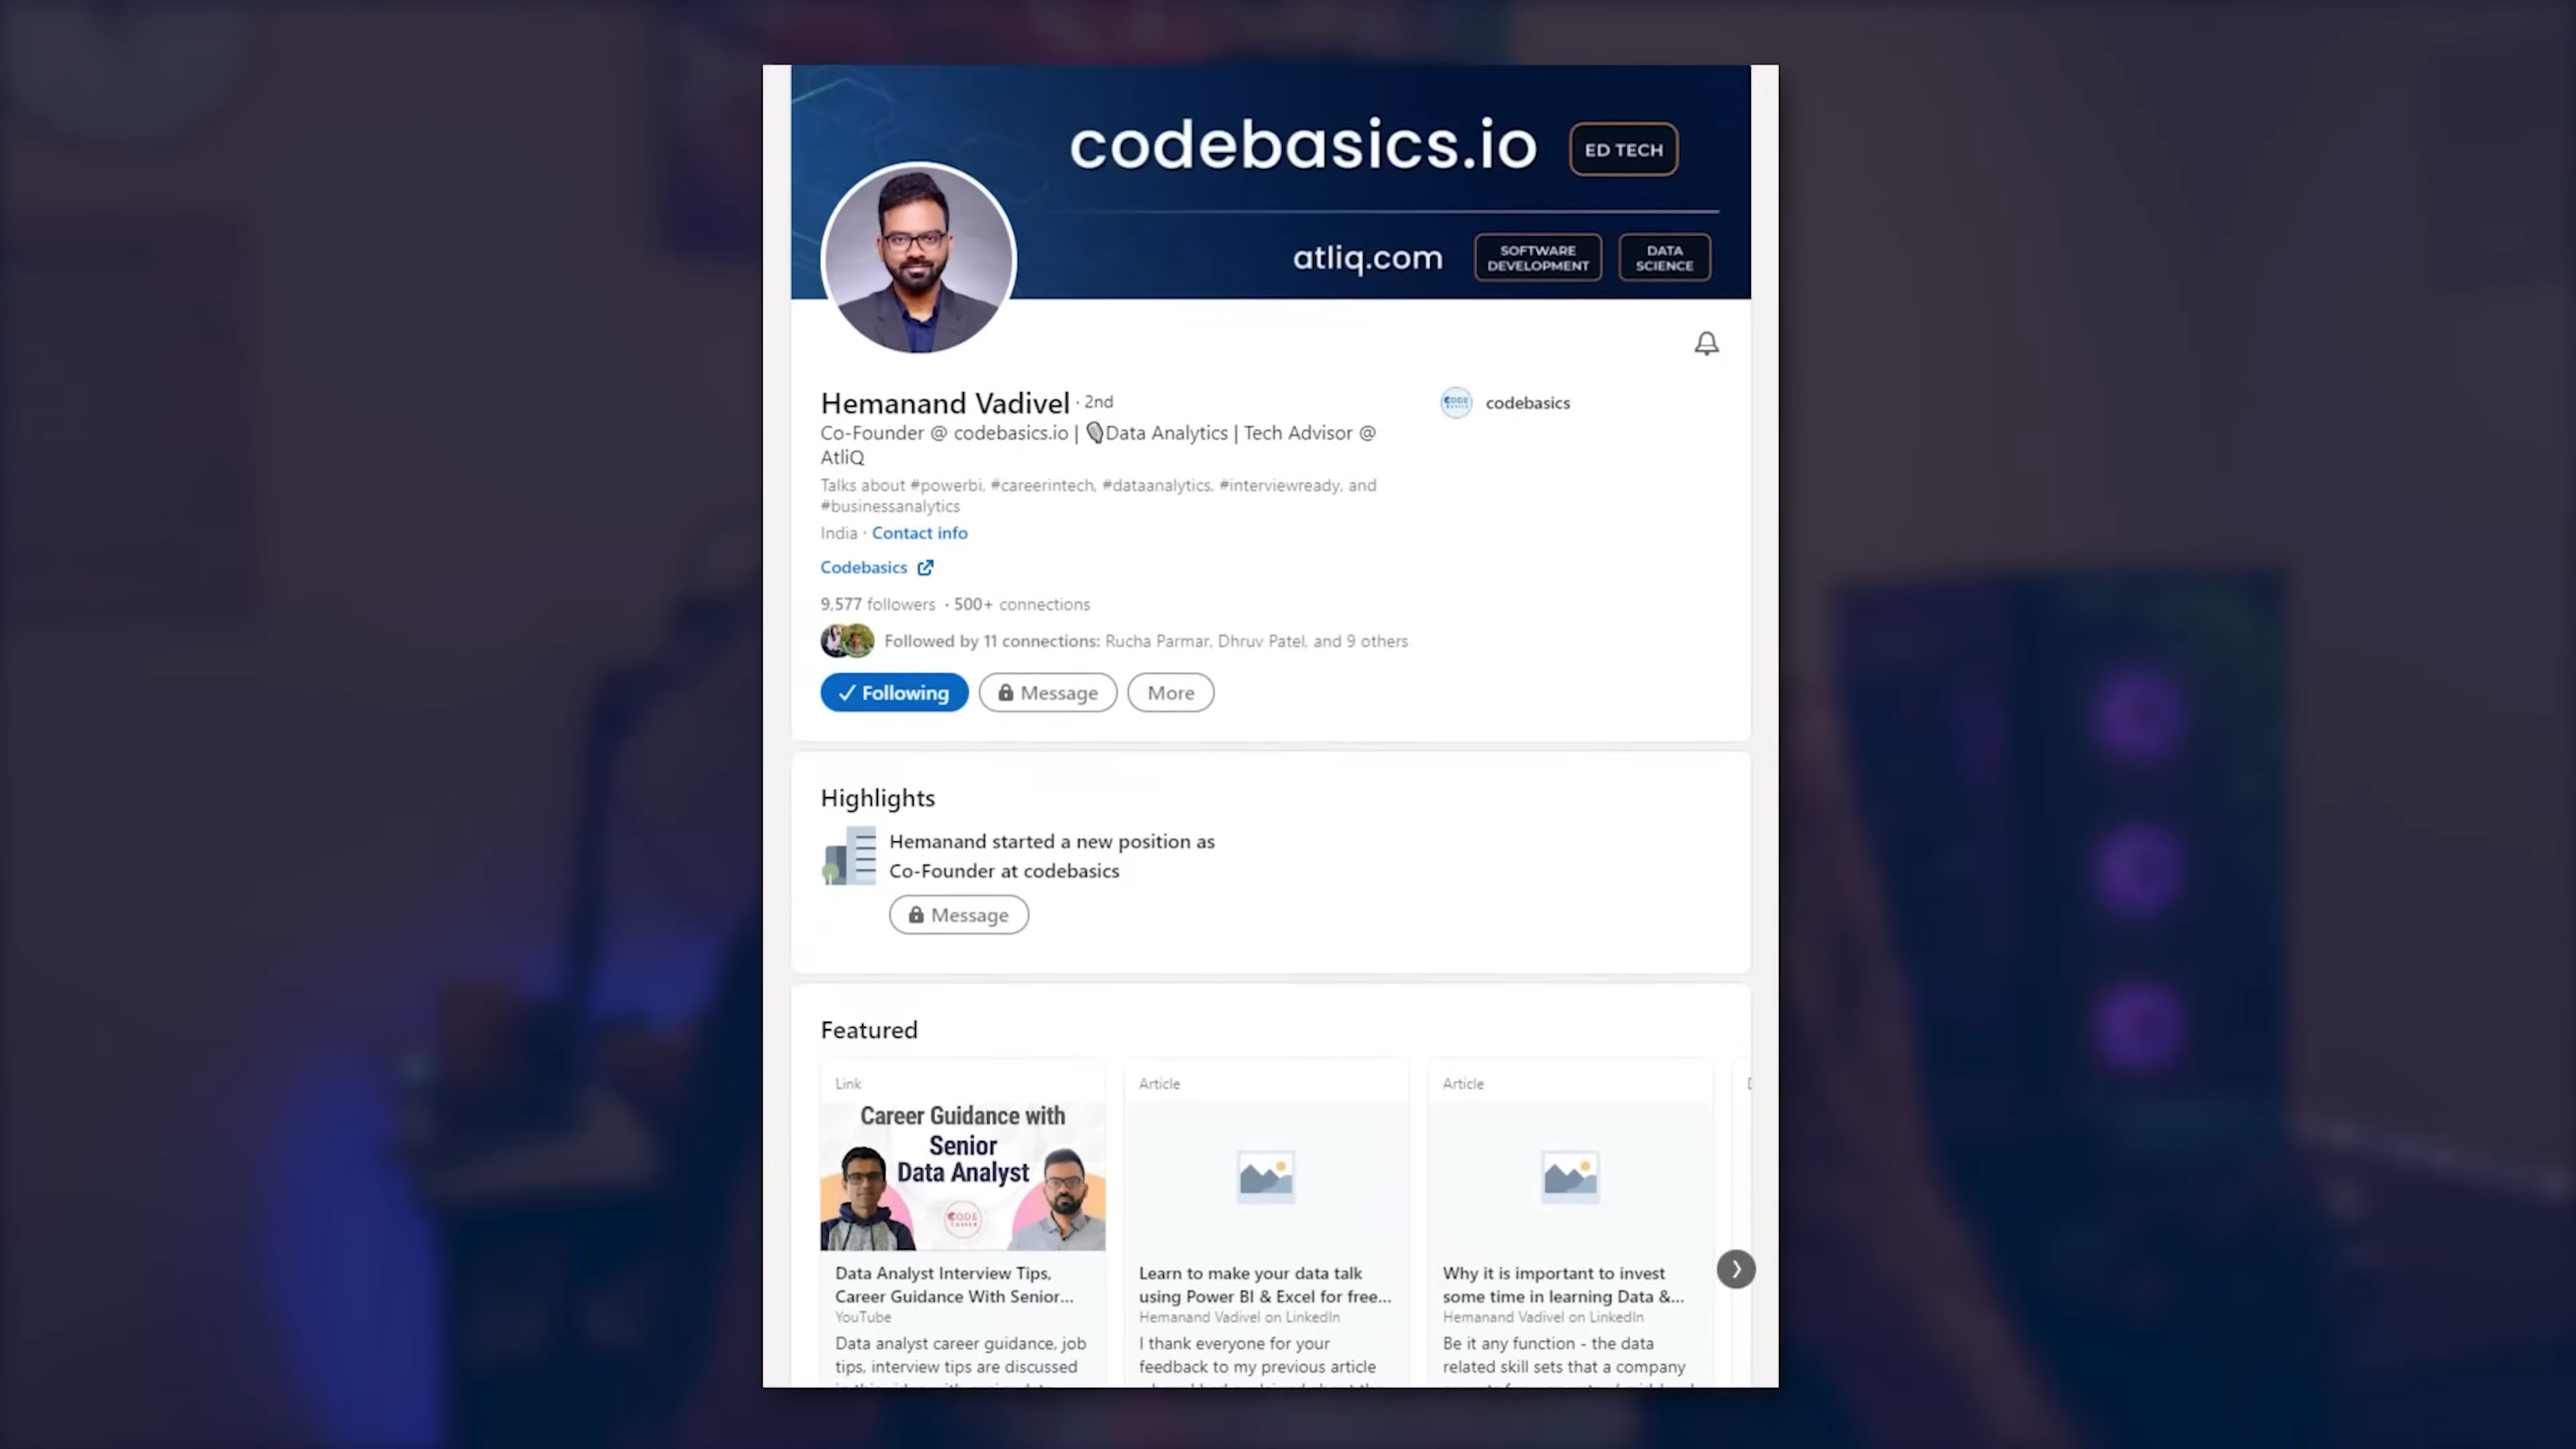 codebasics.io
ED TECH
atliq.com
SOFTWARE
DEVELOPMENT
DATA
SCIENCE
Hemanand Vadivel · 2nd
codebasics
Co-Founder @ codebasics.io | Data Analytics | Tech Advisor @
AtliQ
Talks about #powerbi, #careerintech, #dataanalytics, #interviewready, and
#businessanalytics
India · Contact info
Codebasics
9,577 followers · 500+ connections
Followed by 11 connections: Rucha Parmar, Dhruv Patel, and 9 others
Following
Message
More
Highlights
Hemanand started a new position as
Co-Founder at codebasics
Message
Featured
Link
Career Guidance with
Senior
Data Analyst
CODE
Data Analyst Interview Tips,
Career Guidance With Senior...
YouTube
Data analyst career guidance, job
tips, interview tips are discussed
Article
Learn to make your data talk
using Power BI & Excel for free...
Hemanand Vadivel on LinkedIn
I thank everyone for your
feedback to my previous article
Article
Why it is important to invest
some time in learning Data &...
Hemanand Vadivel on LinkedIn
Be it any function - the data
related skill sets that a company